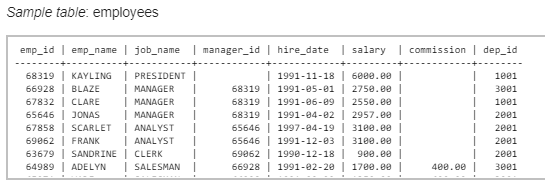 Sample table: employees
emp_id | emp_name | job_name | manager_id | hire_date | salary | commission | dep_id
--------+----------+-----------+------------+------------+---------+------------+--------
68319 | KAYLING | PRESIDENT | | 1991-11-18 | 6000.00 | | 1001
66928 | BLAZE | MANAGER | 68319 | 1991-05-01 | 2750.00 | | 3001
67832 | CLARE | MANAGER | 68319 | 1991-06-09 | 2550.00 | | 1001
65646 | JONAS | MANAGER | 68319 | 1991-04-02 | 2957.00 | | 2001
67858 | SCARLET | ANALYST | 65646 | 1997-04-19 | 3100.00 | | 2001
69062 | FRANK | ANALYST | 65646 | 1991-12-03 | 3100.00 | | 2001
63679 | SANDRINE | CLERK | 69062 | 1990-12-18 | 900.00 | | 2001
64989 | ADELYN | SALESMAN | 66928 | 1991-02-20 | 1700.00 | 400.00 | 3001